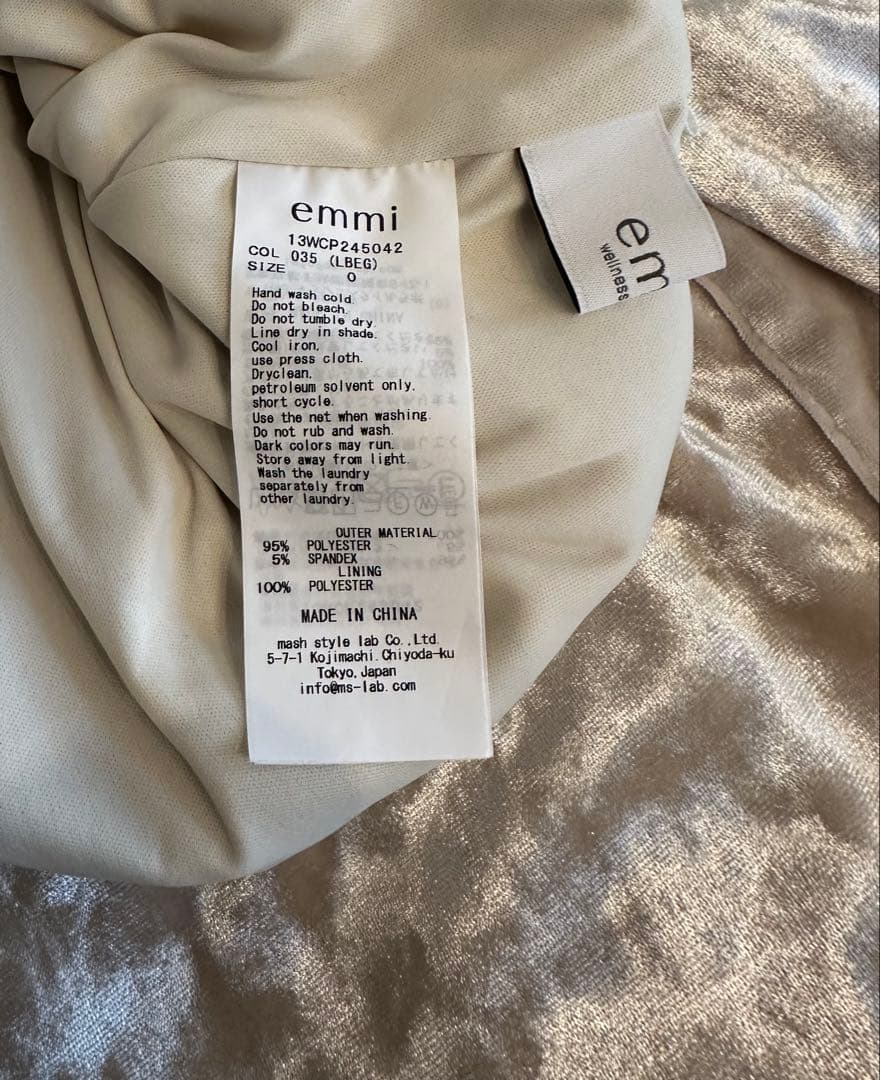 emmi
13WCP245042
COL 035 (LBEG)
SIZE 0
Hand wash cold.
Do not bleach.
Do not tumble dry.
Line dry in shade.
Cool iron.
use press cloth.
Dryclean.
petroleum solvent only.
short cycle.
Use the net when washing.
Do not rub and wash.
Dark colors may run.
Store away from light.
Wash the laundry
separately from
other laundry.
OUTER MATERIAL
95% POLYESTER
5% SPANDEX
LINING
100% POLYESTER
MADE IN CHINA
mash style lab Co.,Ltd.
5-7-1 Kojimachi.Chiyoda-ku
Tokyo.Japan
info@ms-lab.com
em
wellness